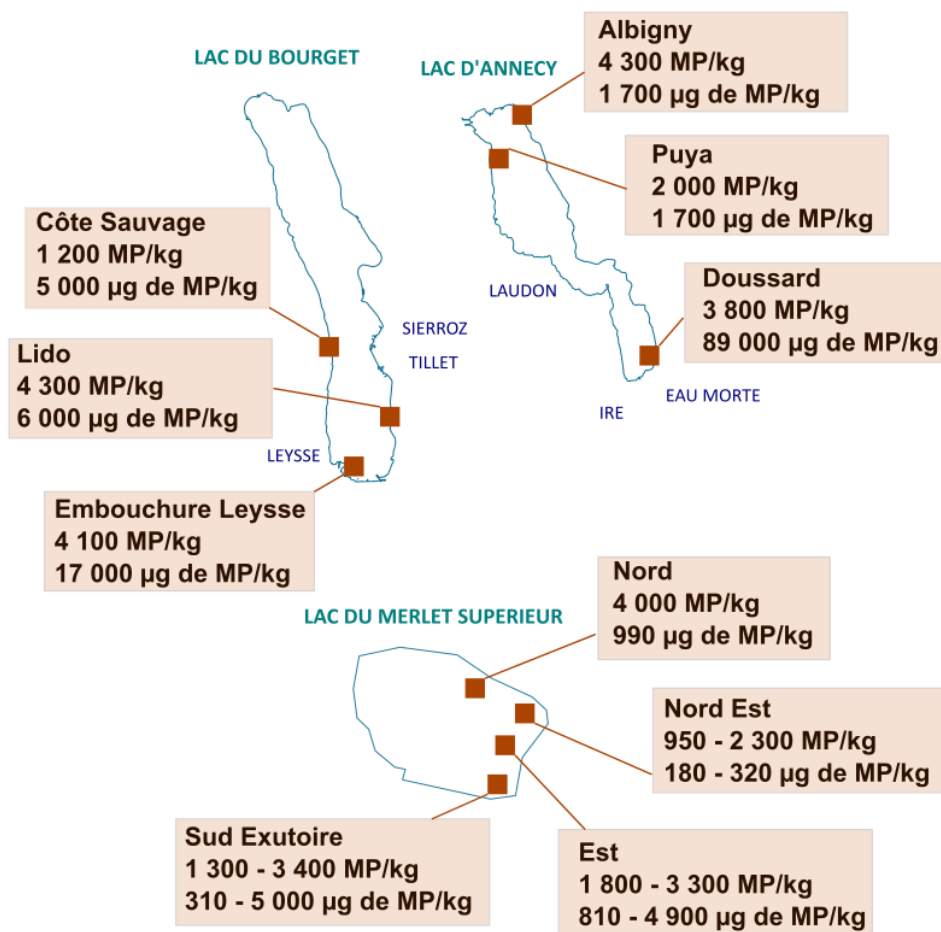 LAC DU BOURGET
LAC D'ANNECY
Albigny
4 300 MP/kg
1 700 µg de MP/kg
Puya
2 000 MP/kg
1 700 µg de MP/kg
Côte Sauvage
1 200 MP/kg
5 000 µg de MP/kg
LAUDON
Doussard
3 800 MP/kg
89 000 µg de MP/kg
SIERROZ
TILLET
Lido
4 300 MP/kg
6 000 µg de MP/kg
EAU MORTE
IRE
LEYSSE
Embouchure Leysse
4 100 MP/kg
17 000 µg de MP/kg
LAC DU MERLET SUPERIEUR
Nord
4 000 MP/kg
990 µg de MP/kg
Nord Est
950 - 2 300 MP/kg
180 - 320 µg de MP/kg
Sud Exutoire
1 300 - 3 400 MP/kg
310 - 5 000 µg de MP/kg
Est
1 800 - 3 300 MP/kg
810 - 4 900 µg de MP/kg